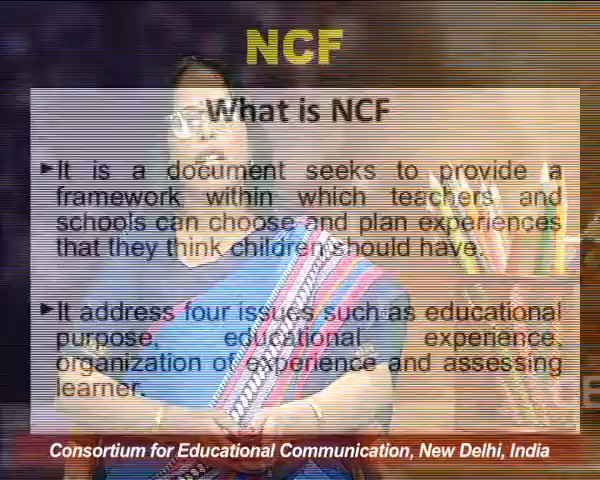 NCF
What is NCF
►It is a document seeks to provide a
framework within which teachers and
schools can choose and plan experiences
that they think children should have.
►It address four issues such as educational
purpose, educational experience,
organization of experience and assessing
learner.
Consortium for Educational Communication, New Delhi, India